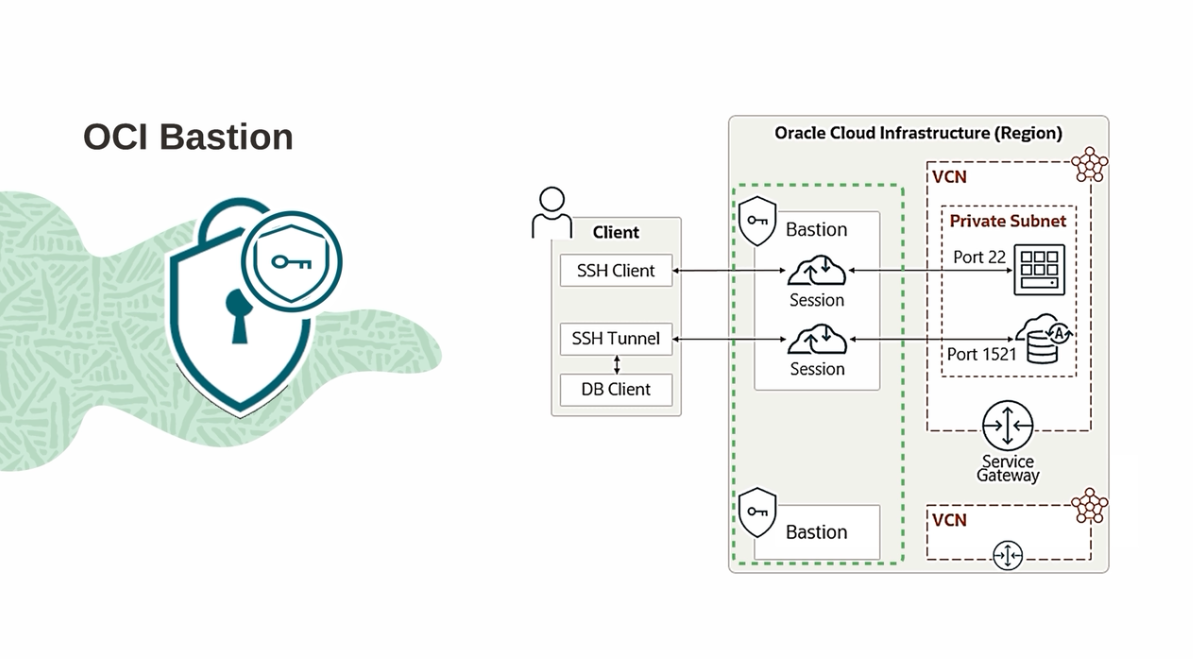 OCI Bastion
Oracle Cloud Infrastructure (Region)
Client
SSH Client
SSH Tunnel
DB Client
Bastion
Session
Session
Bastion
VCN
Private Subnet
Port 22
Port 1521
A
Service
Gateway
VCN